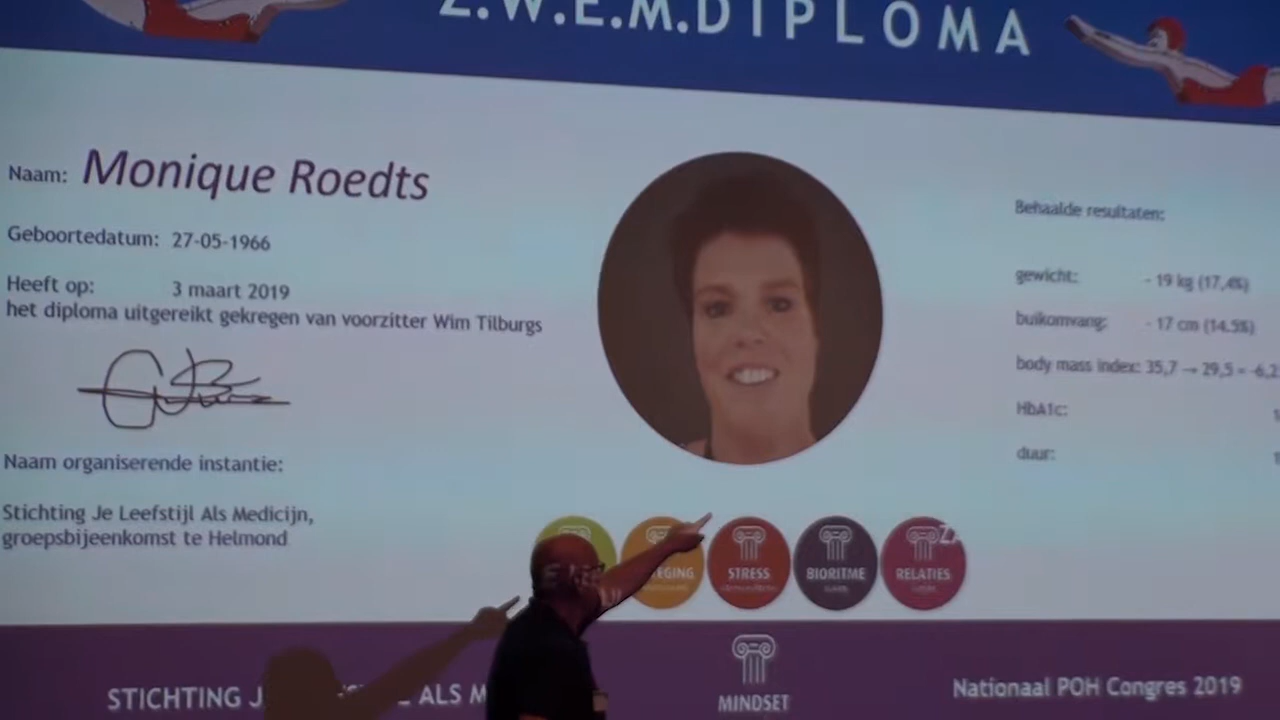 Z.W.E.M.DIPLOMA
Naam: Monique Roedts
Geboortedatum: 27-05-1966
Heeft op: 3 maart 2019
het diploma uitgereikt gekregen van voorzitter Wim Tilburgs
Naam organiserende instantie:
Stichting Je Leefstijl Als Medicijn,
groepsbijeenkomst te Helmond
Behaalde resultaten:
gewicht: - 19 kg (17,4%)
buikomvang: - 17 cm (14.5%)
body mass index: 35,7 → 29,5 = -6,2
HbA1c:
duur:
STRESS
BIORITME
RELATIES
STICHTING J ALS M
MINDSET
Nationaal POH Congres 2019